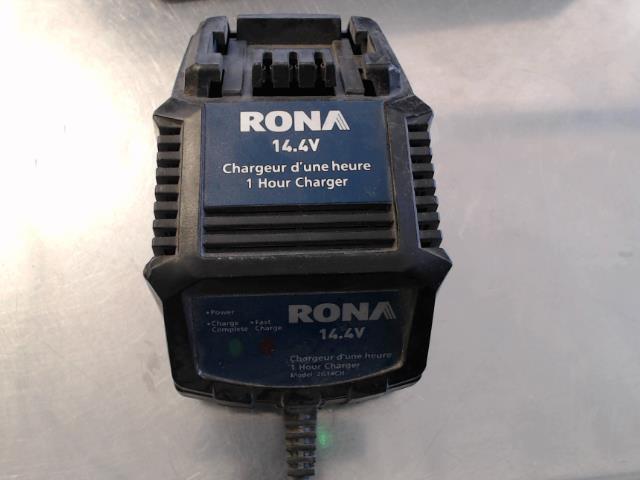 RONA
14.4V
Chargeur d'une heure
1 Hour Charger
• Power
• Charge Complete
• Fast Charge
RONA
14.4V
Chargeur d'une heure
1 Hour Charger
Model: